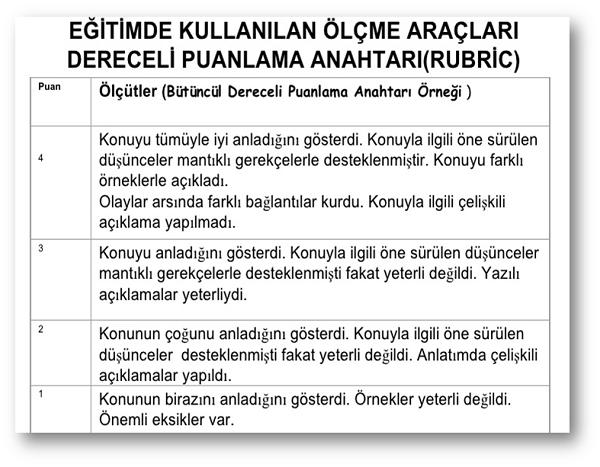 EĞİTİMDE KULLANILAN ÖLÇME ARAÇLARI
DERECELİ PUANLAMA ANAHTARI(RUBRİC)
Puan
Ölçütler (Bütüncül Dereceli Puanlama Anahtarı Örneği )
4
Konuyu tümüyle iyi anladığını gösterdi. Konuyla ilgili öne sürülen
düşünceler mantıklı gerekçelerle desteklenmiştir. Konuyu farklı
örneklerle açıkladı.
Olaylar arsında farklı bağlantılar kurdu. Konuyla ilgili çelişkili
açıklama yapılmadı.
3
Konuyu anladığını gösterdi. Konuyla ilgili öne sürülen düşünceler
mantıklı gerekçelerle desteklenmişti fakat yeterli değildi. Yazılı
açıklamalar yeterliydi.
2
Konunun çoğunu anladığını gösterdi. Konuyla ilgili öne sürülen
düşünceler  desteklenmişti fakat yeterli değildi. Anlatımda çelişkili
açıklamalar yapıldı.
1
Konunun birazını anladığını gösterdi. Örnekler yeterli değildi.
Önemli eksikler var.